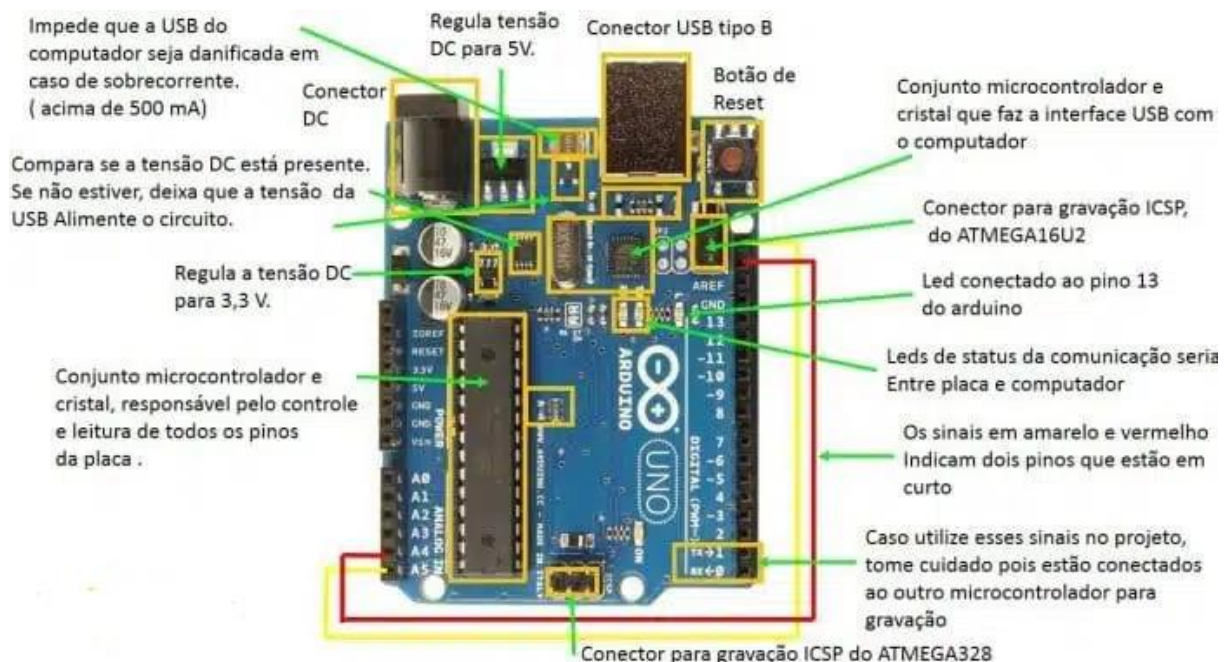 Impede que a USB do
computador seja danificada em
caso de sobrecorrente.
( acima de 500 mA)
Regula tensão
DC para 5V.
Conector USB tipo B
Conector
DC
Botão de
Reset
Conjunto microcontrolador e
cristal que faz a interface USB com
o computador
Compara se a tensão DC está presente.
Se não estiver, deixa que a tensão da
USB Alimente o circuito.
Conector para gravação ICSP,
do ATMEGA16U2
Regula a tensão DC
para 3,3 V.
Led conectado ao pino 13
do arduino
Leds de status da comunicação seria
Entre placa e computador
Conjunto microcontrolador e
cristal, responsável pelo controle
e leitura de todos os pinos
da placa .
Os sinais em amarelo e vermelho
Indicam dois pinos que estão em
curto
Caso utilize esses sinais no projeto,
tome cuidado pois estão conectados
ao outro microcontrolador para
gravação
Conector para gravação ICSP do ATMEGA328
47
16V
47
16V
IOREF
RESET
3.3V
5V
GND
GND
Vin
POWER
A0
A1
A2
A3
A4
A5
ANALOG IN
ARDUINO
UNO
ON
ICSP
AREF
GND
13
12
~11
~10
~9
8
7
~6
~5
4
~3
2
TX→1
RX←0
DIGITAL (PWM~)